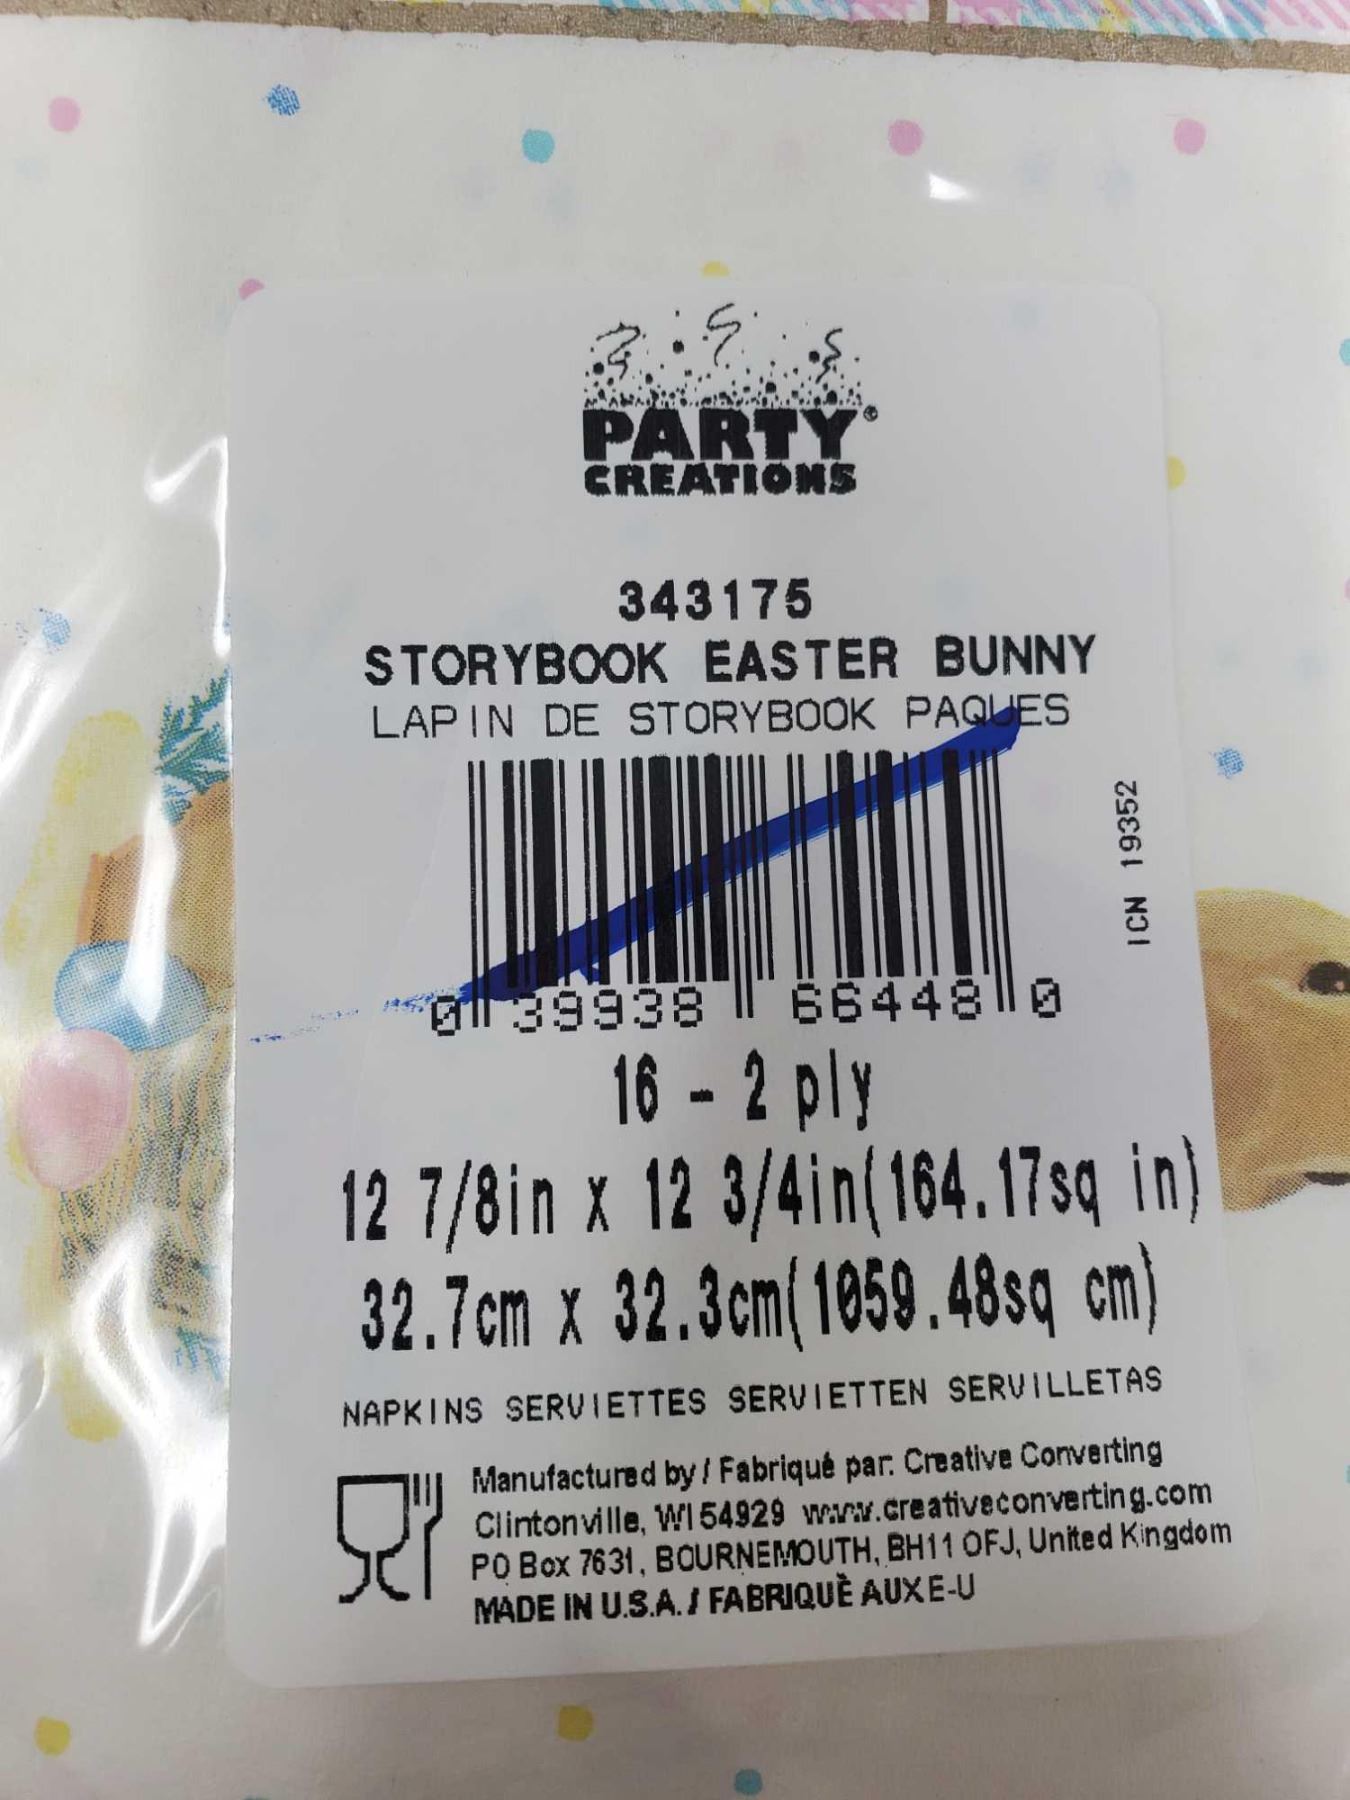 PARTY®
CREATIONS
343175
STORYBOOK EASTER BUNNY
LAPIN DE STORYBOOK PAQUES
ICN 19352
0 39938 66448 0
16 - 2 ply
12 7/8in x 12 3/4in(164.17sq in)
32.7cm x 32.3cm(1059.48sq cm)
NAPKINS SERVIETTES SERVIETTEN SERVILLETAS
Manufactured by / Fabriqué par: Creative Converting
Clintonville, WI 54929 www.creativeconverting.com
PO Box 7631, BOURNEMOUTH, BH11 OFJ, United Kingdom
MADE IN U.S.A. / FABRIQUÈ AUX E-U